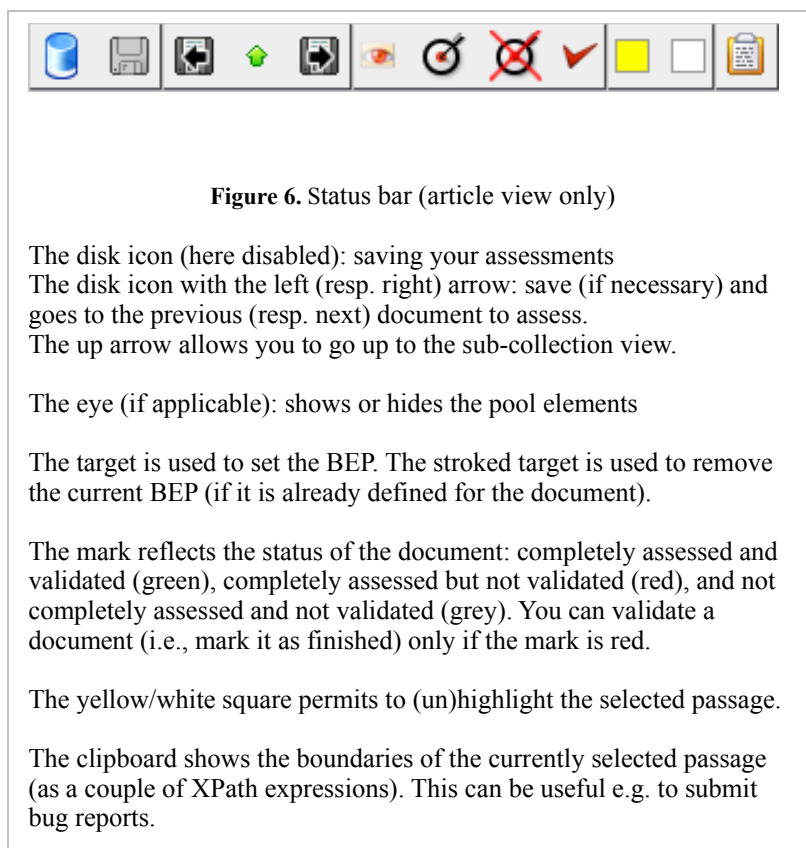 Figure 6. Status bar (article view only)
The disk icon (here disabled): saving your assessments
The disk icon with the left (resp. right) arrow: save (if necessary) and
goes to the previous (resp. next) document to assess.
The up arrow allows you to go up to the sub-collection view.
The eye (if applicable): shows or hides the pool elements
The target is used to set the BEP. The stroked target is used to remove
the current BEP (if it is already defined for the document).
The mark reflects the status of the document: completely assessed and
validated (green), completely assessed but not validated (red), and not
completely assessed and not validated (grey). You can validate a
document (i.e., mark it as finished) only if the mark is red.
The yellow/white square permits to (un)highlight the selected passage.
The clipboard shows the boundaries of the currently selected passage
(as a couple of XPath expressions). This can be useful e.g. to submit
bug reports.